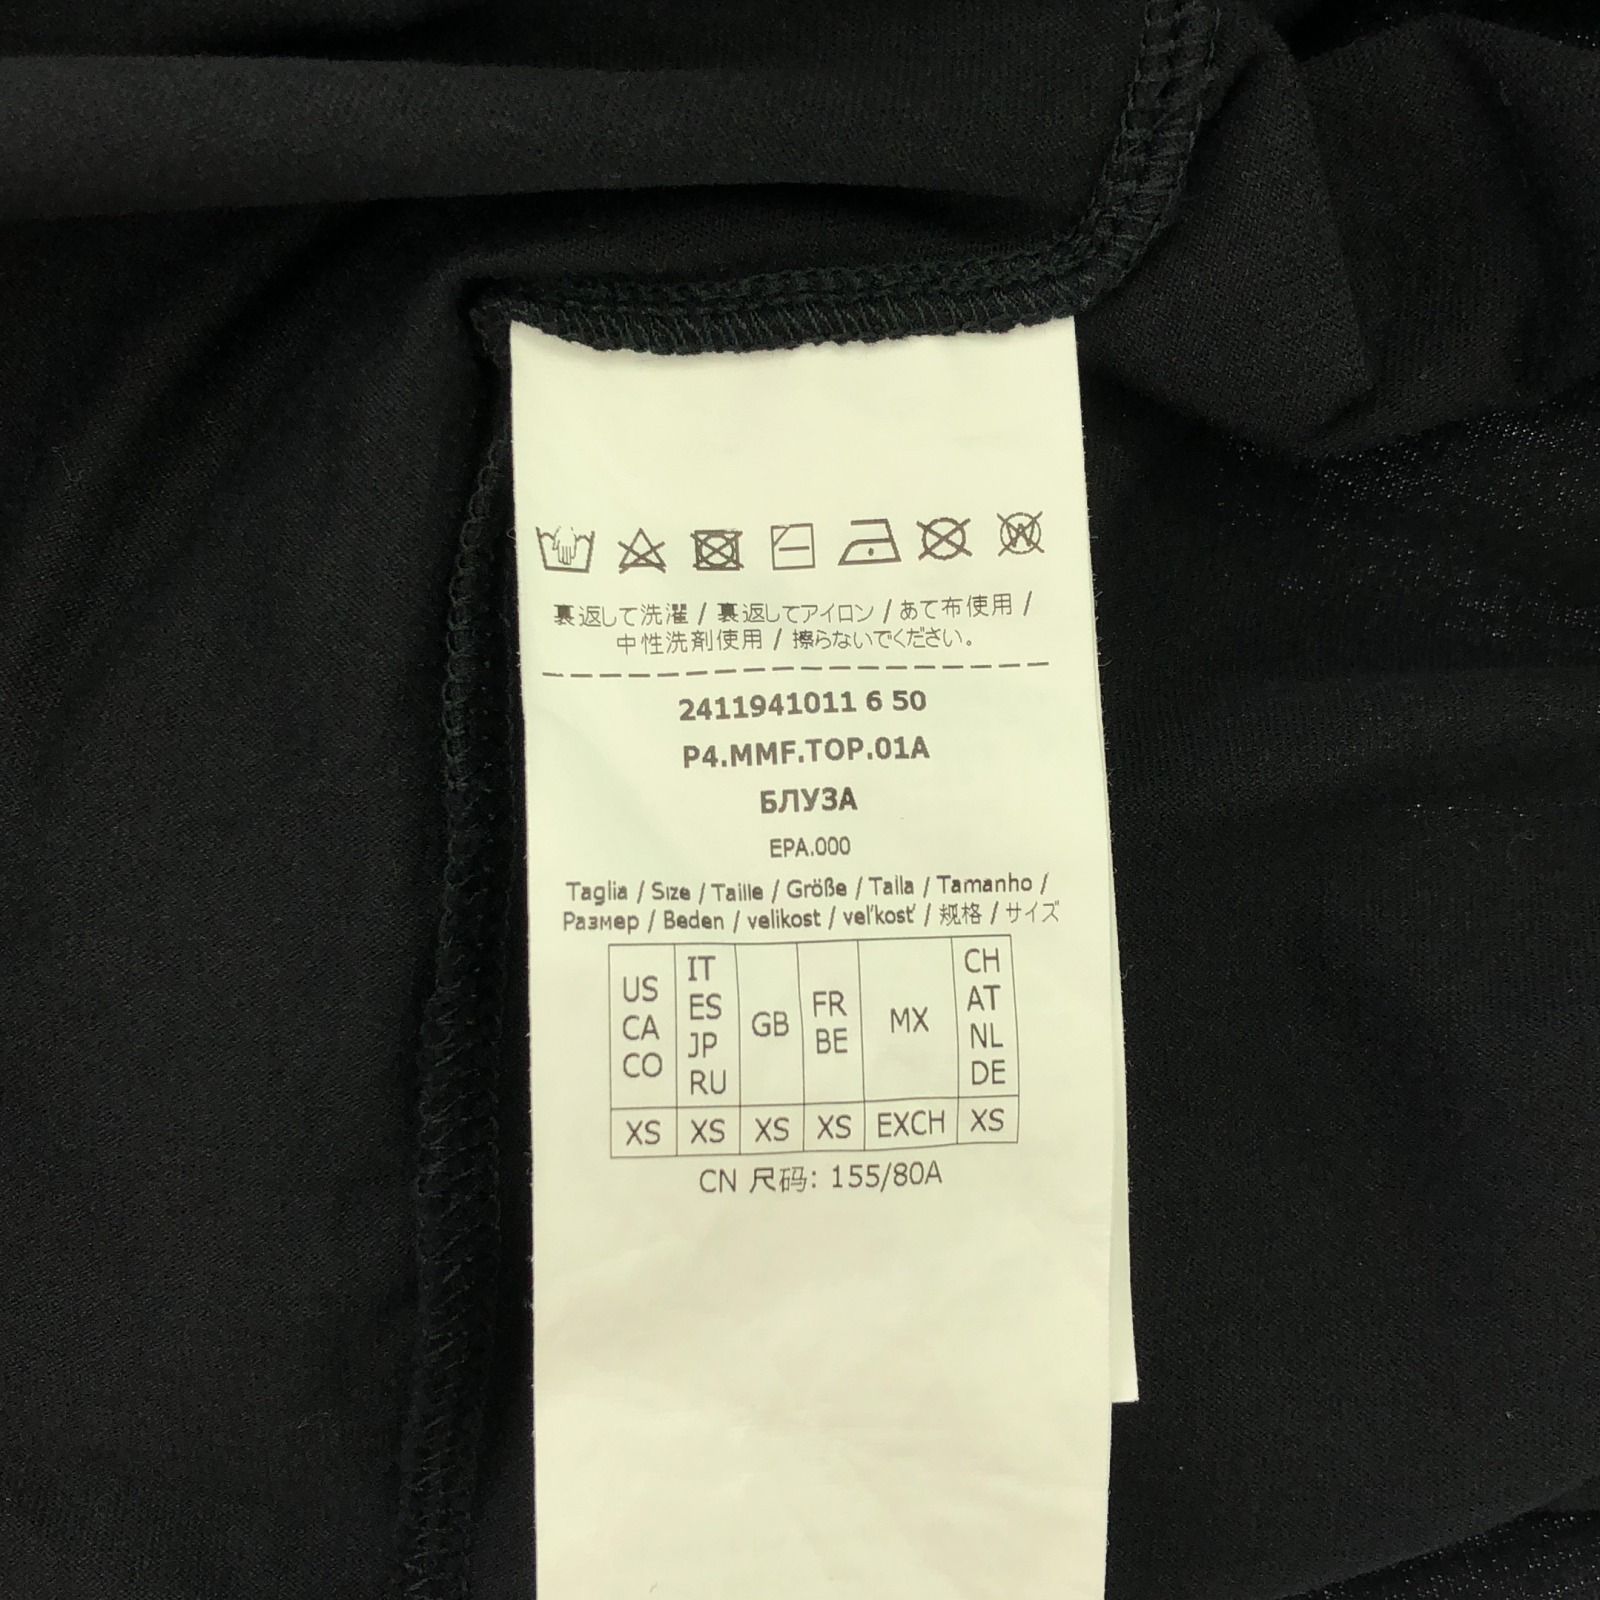 裏返して洗濯 / 裏返してアイロン / あて布使用 /
中性洗剤使用 / 擦らないでください。
2411941011 6 50
P4.MMF.TOP.01A
БЛУЗА
EPA.000
Taglia / Size / Taille / Größe / Talla / Tamanho /
Размер / Beden / velikost / veľkosť / 规格 / サイズ
US CA CO IT ES JP RU GB FR BE MX CH AT NL DE
XS XS XS XS EXCH XS
CN 尺码: 155/80A